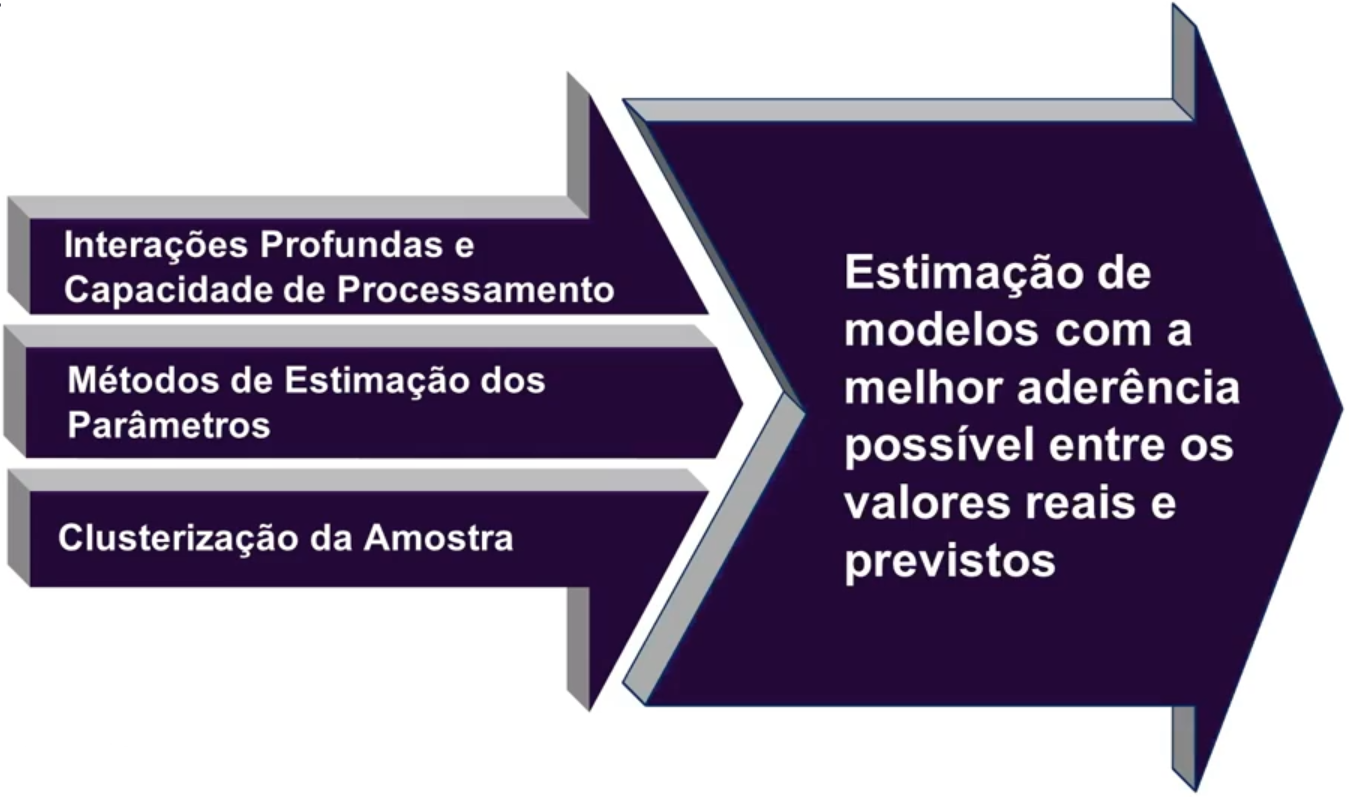 Interações Profundas e
Capacidade de Processamento
Métodos de Estimação dos
Parâmetros
Clusterização da Amostra
Estimação de
modelos com a
melhor aderência
possível entre os
valores reais e
previstos